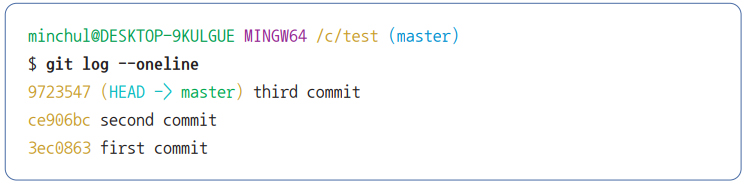 minchul@DESKTOP-9KULGUE MINGW64 /c/test (master)
$ git log --oneline
9723547 (HEAD -> master) third commit
ce906bc second commit
3ec0863 first commit